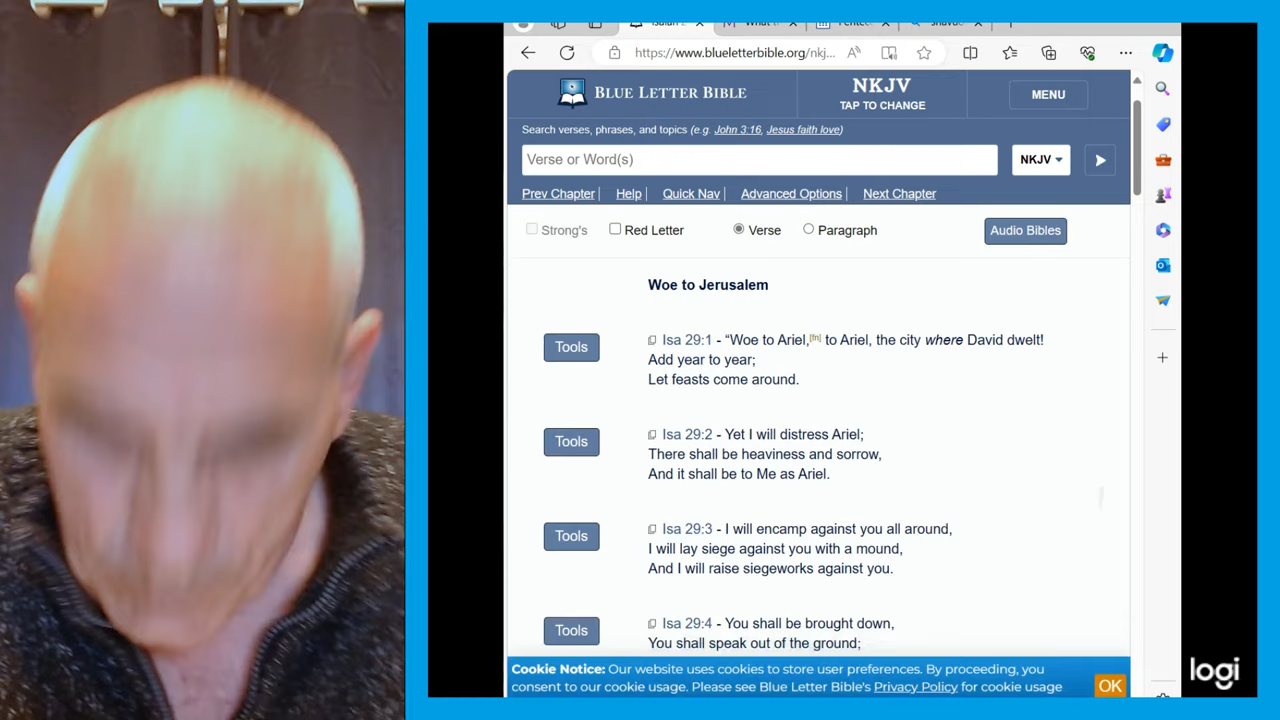 https://www.blueletterbible.org/nkj...
BLUE LETTER BIBLE
NKJV
TAP TO CHANGE
MENU
Search verses, phrases, and topics (e.g. John 3:16, Jesus faith love)
Verse or Word(s)
NKJV
Prev Chapter | Help | Quick Nav | Advanced Options | Next Chapter
Strong's Red Letter Verse Paragraph Audio Bibles
Woe to Jerusalem
Tools
Isa 29:1 - “Woe to Ariel,[fn] to Ariel, the city where David dwelt!
Add year to year;
Let feasts come around.
Tools
Isa 29:2 - Yet I will distress Ariel;
There shall be heaviness and sorrow,
And it shall be to Me as Ariel.
Tools
Isa 29:3 - I will encamp against you all around,
I will lay siege against you with a mound,
And I will raise siegeworks against you.
Tools
Isa 29:4 - You shall be brought down,
You shall speak out of the ground;
Cookie Notice: Our website uses cookies to store user preferences. By proceeding, you
consent to our cookie usage. Please see Blue Letter Bible's Privacy Policy for cookie usage
OK
logi